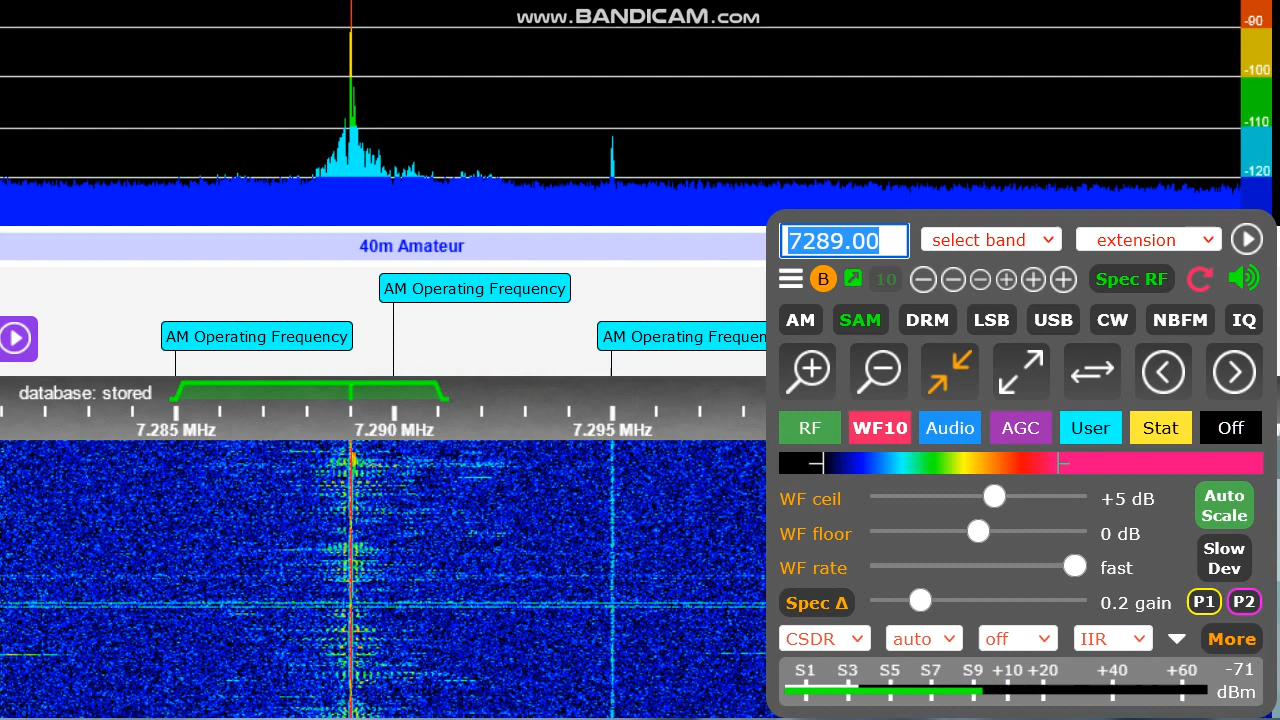 www.BANDICAM.com
-90
-100
-110
-120
40m Amateur
AM Operating Frequency
AM Operating Frequency
AM Operating Frequen
database: stored
7.285 MHz 7.290 MHz 7.295 MHz
7289.00 select band extension
B 10 Spec RF
AM SAM DRM LSB USB CW NBFM IQ
RF WF10 Audio AGC User Stat Off
WF ceil +5 dB Auto Scale
WF floor 0 dB
WF rate fast Slow Dev
Spec Δ 0.2 gain P1 P2
CSDR auto off IIR More
S1 S3 S5 S7 S9 +10 +20 +40 +60 -71
dBm